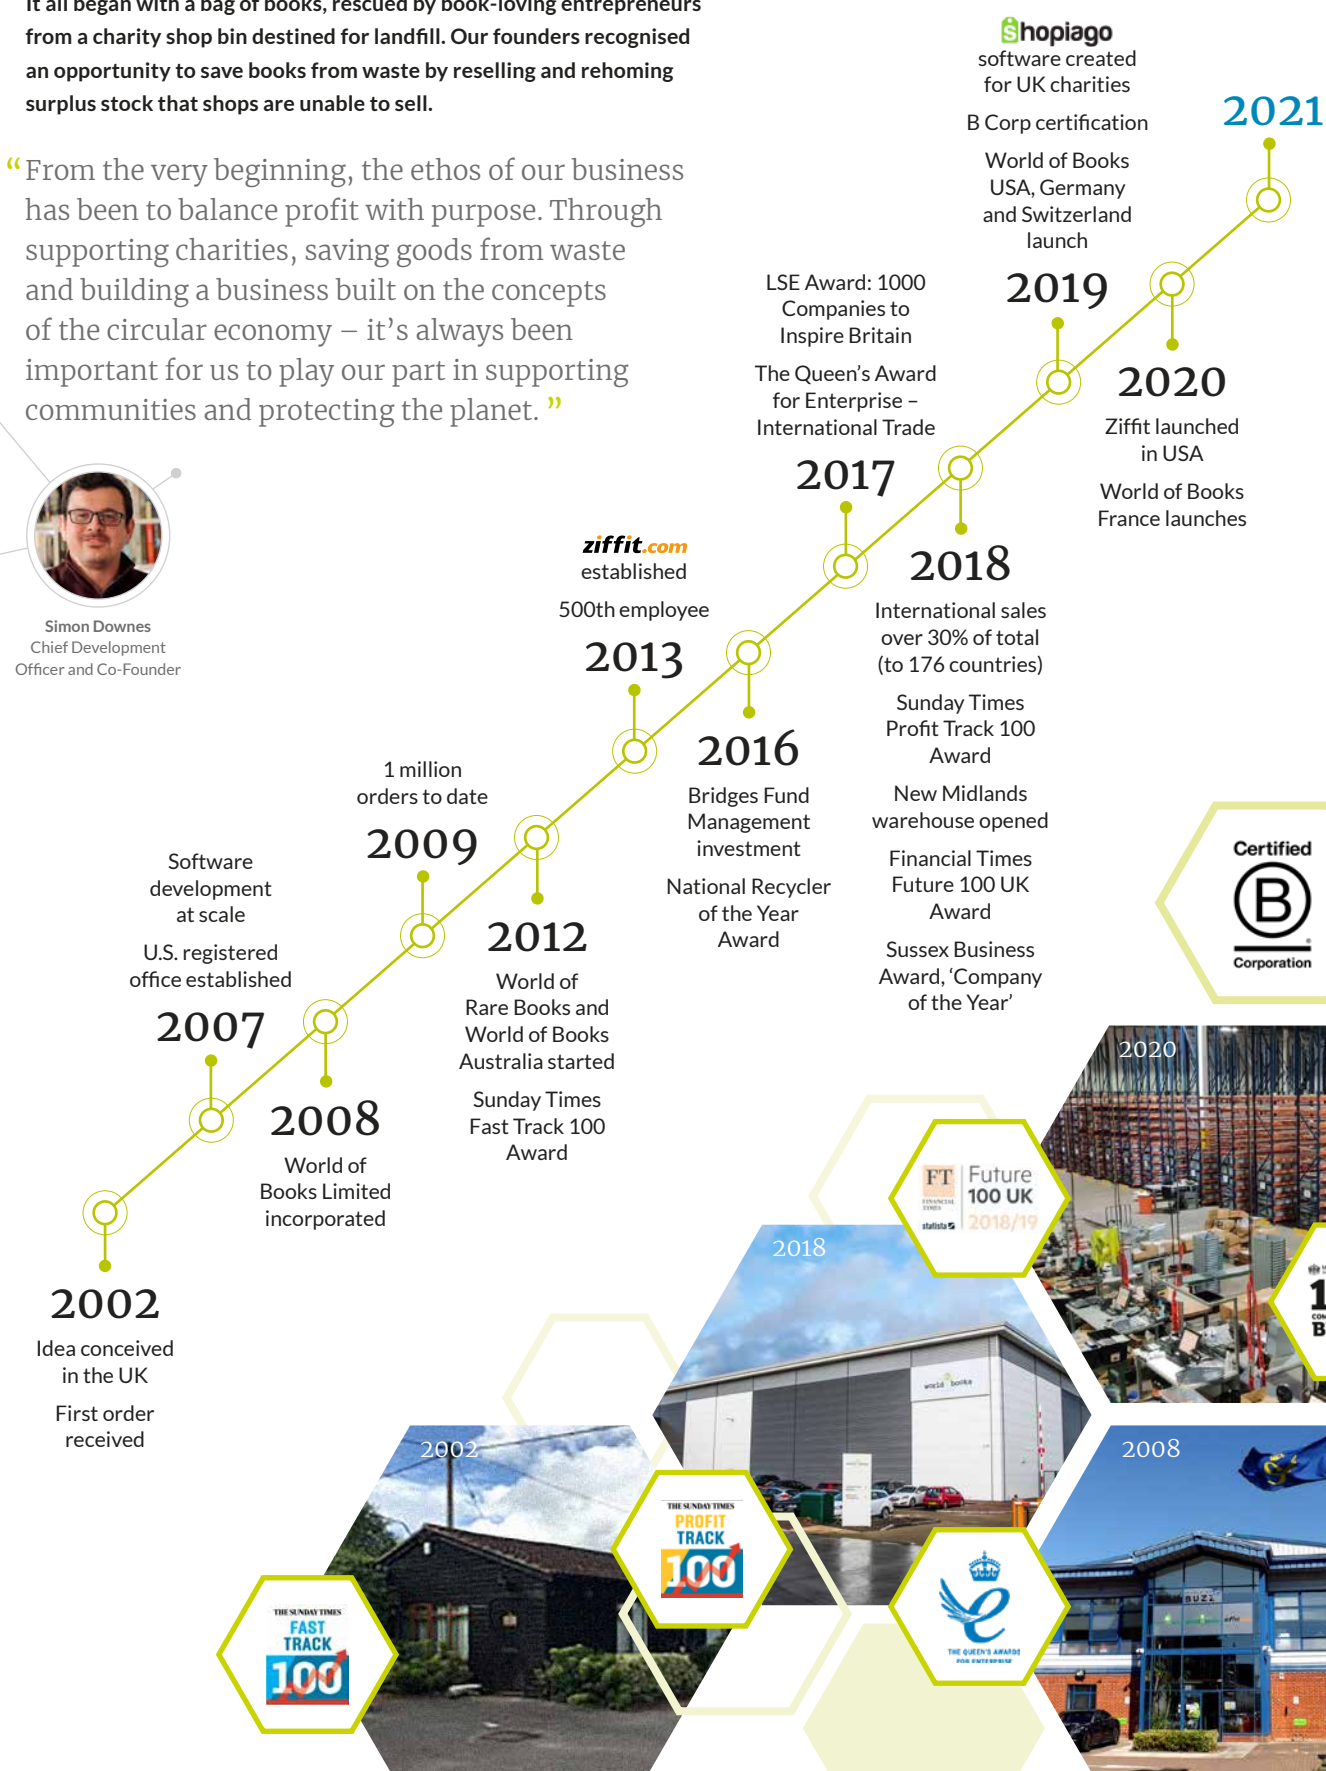 It all began with a bag of books, rescued by book-loving entrepreneurs
from a charity shop bin destined for landfill. Our founders recognised
an opportunity to save books from waste by reselling and rehoming
surplus stock that shops are unable to sell.
“From the very beginning, the ethos of our business
has been to balance profit with purpose. Through
supporting charities, saving goods from waste
and building a business built on the concepts
of the circular economy – it’s always been
important for us to play our part in supporting
communities and protecting the planet.”
Simon Downes
Chief Development
Officer and Co-Founder
2002
Idea conceived
in the UK
First order
received
Software
development
at scale
U.S. registered
office established
2007
2008
World of
Books Limited
incorporated
1 million
orders to date
2009
2012
World of
Rare Books and
World of Books
Australia started
Sunday Times
Fast Track 100
Award
ziffit.com
established
500th employee
2013
2016
Bridges Fund
Management
investment
National Recycler
of the Year
Award
LSE Award: 1000
Companies to
Inspire Britain
The Queen’s Award
for Enterprise –
International Trade
2017
2018
International sales
over 30% of total
(to 176 countries)
Sunday Times
Profit Track 100
Award
New Midlands
warehouse opened
Financial Times
Future 100 UK
Award
Sussex Business
Award, ‘Company
of the Year’
Shopiago
software created
for UK charities
B Corp certification
World of Books
USA, Germany
and Switzerland
launch
2019
2020
Ziffit launched
in USA
World of Books
France launches
2021
Certified
B
Corporation
2020
FT
FINANCIAL
TIMES
statista
Future
100 UK
2018/19
2018
world of books
2002
2008
BUZZ
THE SUNDAY TIMES
PROFIT
TRACK
100
THE SUNDAY TIMES
FAST
TRACK
100
THE QUEEN'S AWARDS
FOR ENTERPRISE